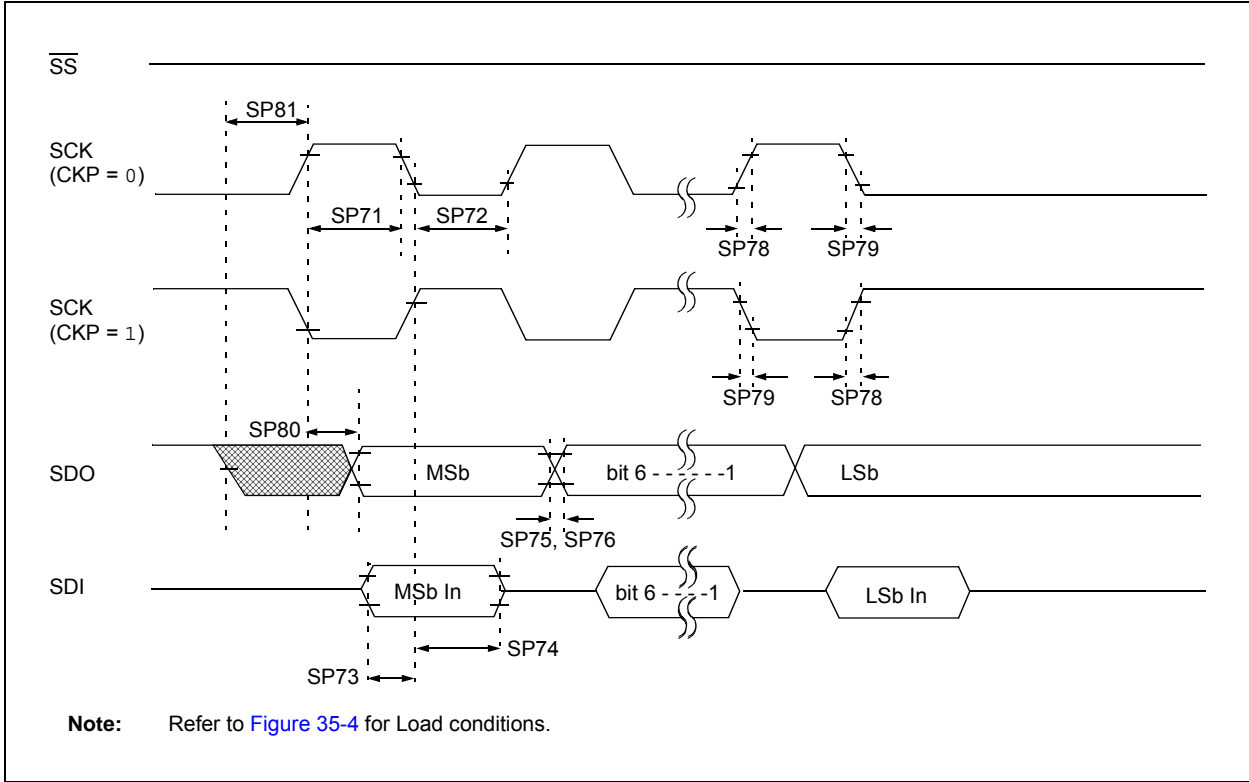 SS
SP81
SCK
(CKP = 0)
SP71
SP72
SP78
SP79
SCK
(CKP = 1)
SP79
SP78
SP80
SDO
MSb
bit 6 - - - - - -1
LSb
SP75, SP76
SDI
MSb In
bit 6 - - - - -1
LSb In
SP74
SP73
Note: Refer to Figure 35-4 for Load conditions.